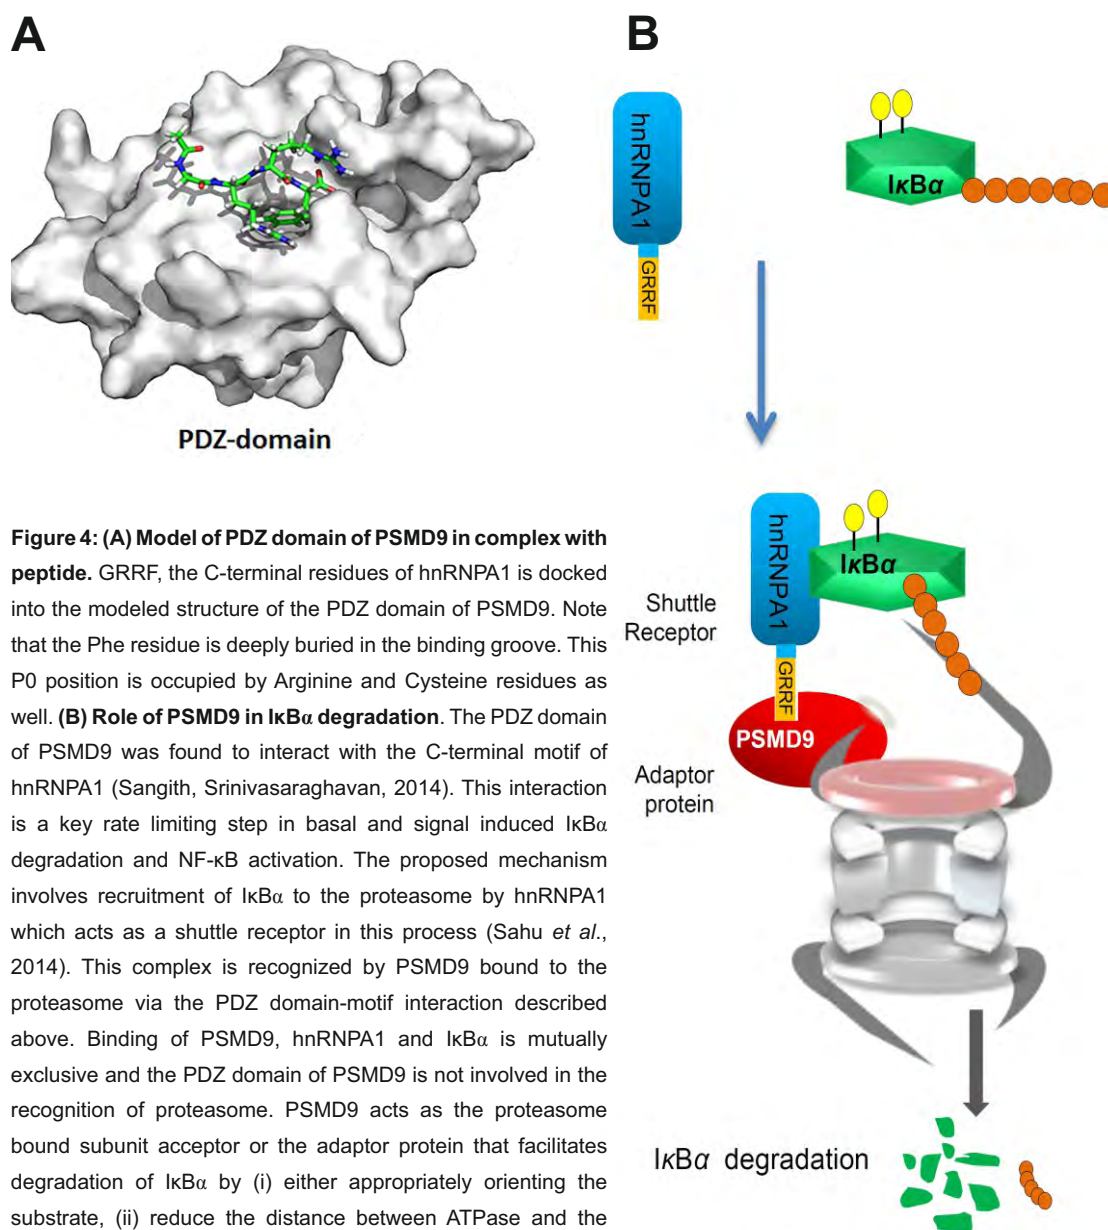 A
PDZ-domain
Figure 4: (A) Model of PDZ domain of PSMD9 in complex with
peptide. GRRF, the C-terminal residues of hnRNPA1 is docked
into the modeled structure of the PDZ domain of PSMD9. Note
that the Phe residue is deeply buried in the binding groove. This
P0 position is occupied by Arginine and Cysteine residues as
well. (B) Role of PSMD9 in IκBα degradation. The PDZ domain
of PSMD9 was found to interact with the C-terminal motif of
hnRNPA1 (Sangith, Srinivasaraghavan, 2014). This interaction
is a key rate limiting step in basal and signal induced IκBα
degradation and NF-κB activation. The proposed mechanism
involves recruitment of IκBα to the proteasome by hnRNPA1
which acts as a shuttle receptor in this process (Sahu et al.,
2014). This complex is recognized by PSMD9 bound to the
proteasome via the PDZ domain-motif interaction described
above. Binding of PSMD9, hnRNPA1 and IκBα is mutually
exclusive and the PDZ domain of PSMD9 is not involved in the
recognition of proteasome. PSMD9 acts as the proteasome
bound subunit acceptor or the adaptor protein that facilitates
degradation of IκBα by (i) either appropriately orienting the
substrate, (ii) reduce the distance between ATPase and the
B
hnRNPA1
GRRF
IκBα
hnRNPA1
IκBα
Shuttle
Receptor
GRRF
PSMD9
Adaptor
protein
IκBα degradation